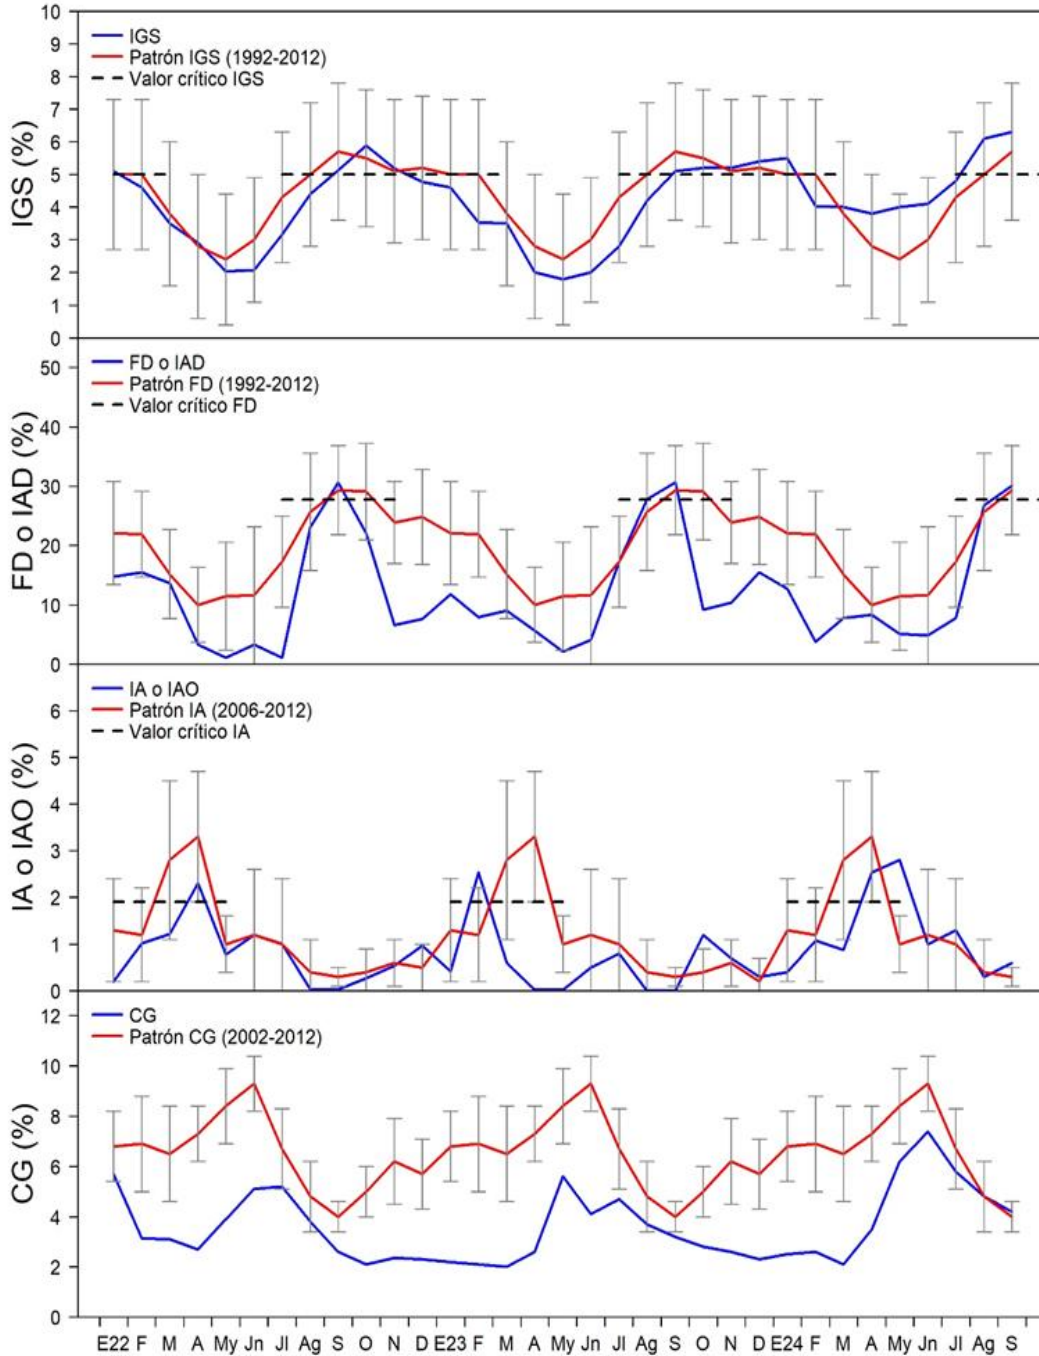 10
9
8
7
6
5
4
3
2
1
0
IGS (%)
IGS
Patrón IGS (1992-2012)
Valor crítico IGS
50
40
30
20
10
0
FD o IAD (%)
FD o IAD
Patrón FD (1992-2012)
Valor crítico FD
6
5
4
3
2
1
0
IA o IAO (%)
IA o IAO
Patrón IA (2006-2012)
Valor crítico IA
12
10
8
6
4
2
0
CG (%)
CG
Patrón CG (2002-2012)
E22 F M A My Jn Jl Ag S O N D E23 F M A My Jn Jl Ag S O N D E24 F M A My Jn Jl Ag S